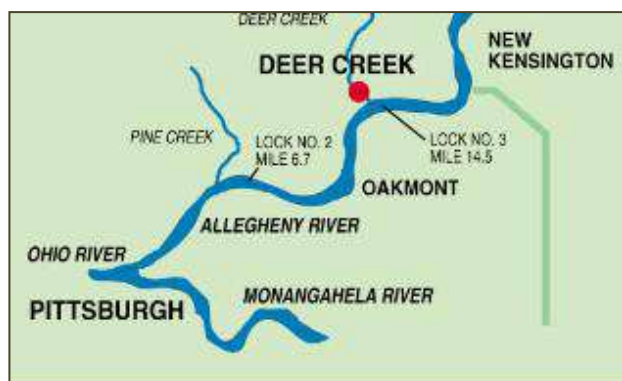 DEER CREEK
NEW
KENSINGTON
DEER CREEK
PINE CREEK
LOCK NO. 2
MILE 6.7
LOCK NO. 3
MILE 14.5
OAKMONT
ALLEGHENY RIVER
OHIO RIVER
MONANGAHELA RIVER
PITTSBURGH